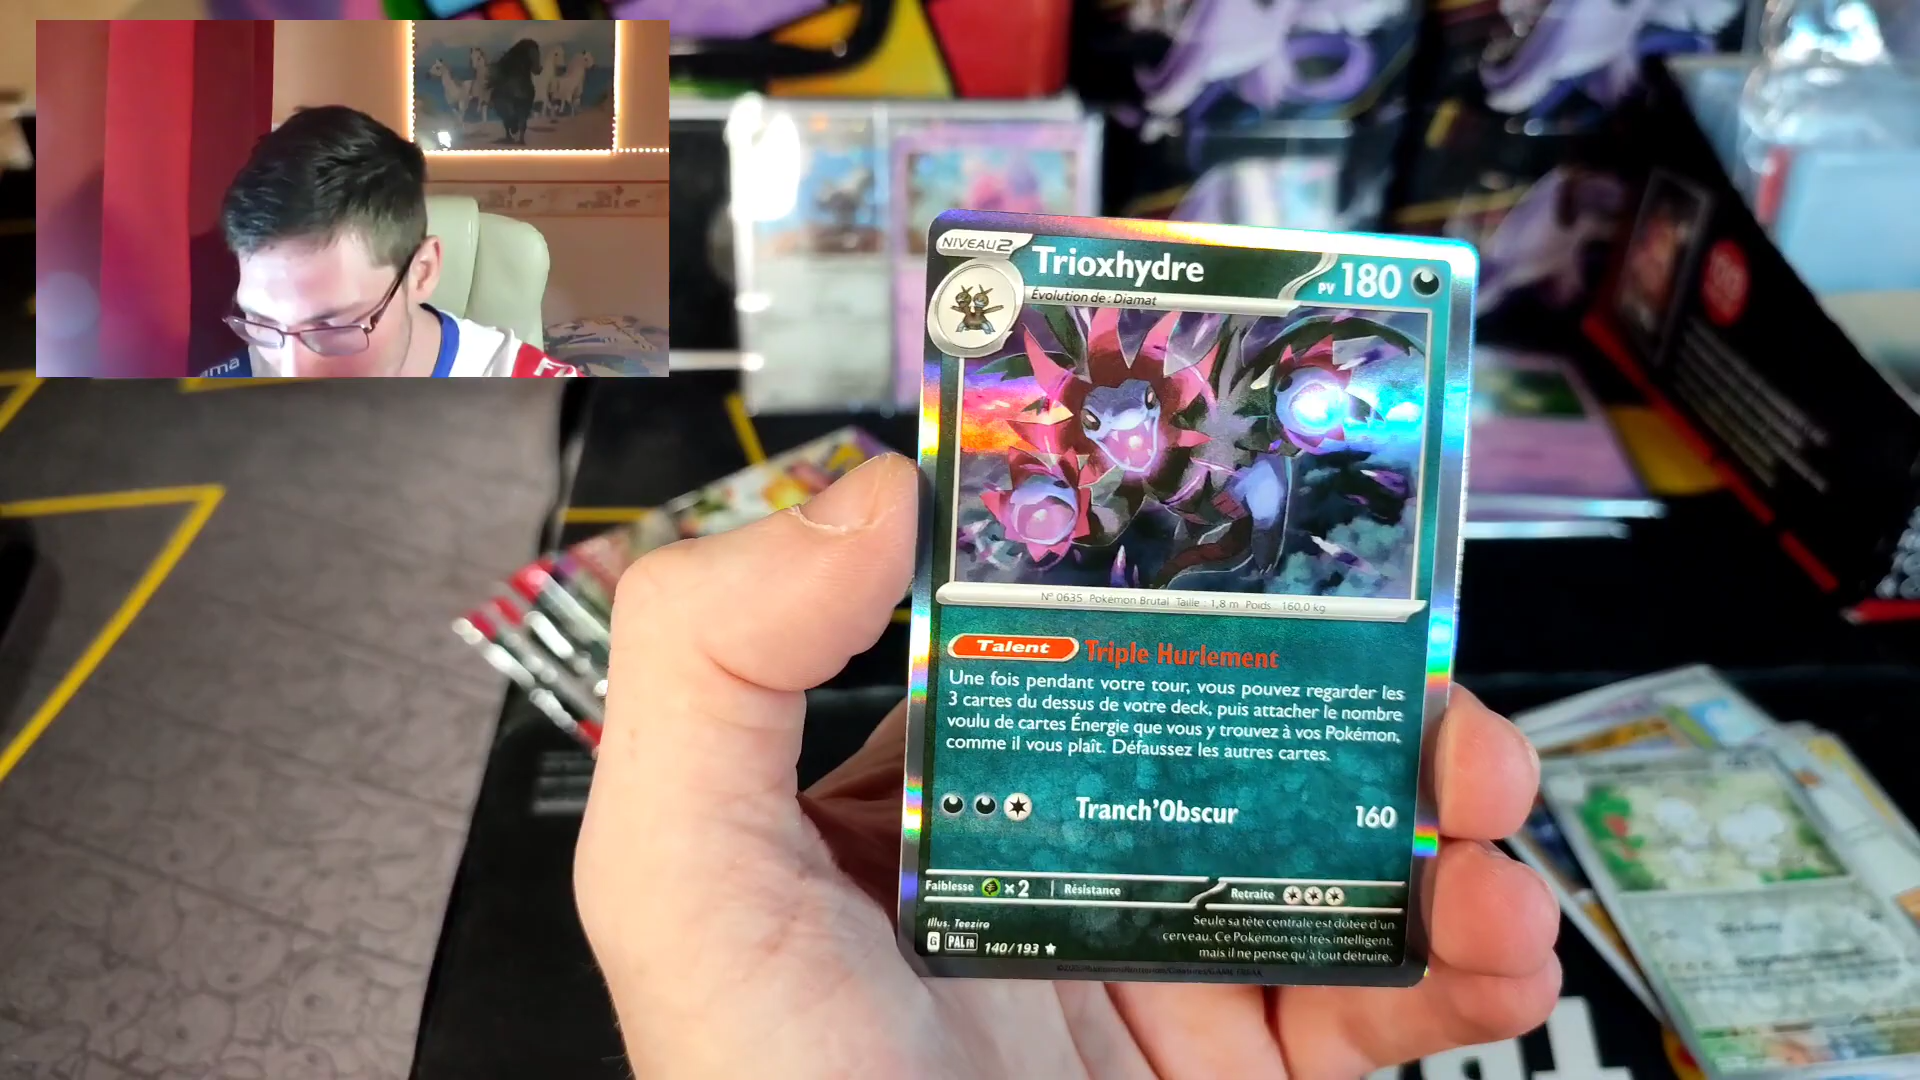 NIVEAU 2
Trioxhydre
PV 180
Évolution de : Diamat
N° 0635 Pokémon Brutal Taille : 1,8 m Poids : 160,0 kg
Talent Triple Hurlement
Une fois pendant votre tour, vous pouvez regarder les
3 cartes du dessus de votre deck, puis attacher le nombre
voulu de cartes Énergie que vous y trouvez à vos Pokémon,
comme il vous plaît. Défaussez les autres cartes.
Tranch'Obscur 160
Faiblesse ×2 Résistance Retraite
Illus. Teeziro
G PAL FR 140/193
Seule sa tête centrale est dotée d'un
cerveau. Ce Pokémon est très intelligent,
mais il ne pense qu'à tout détruire.
ama